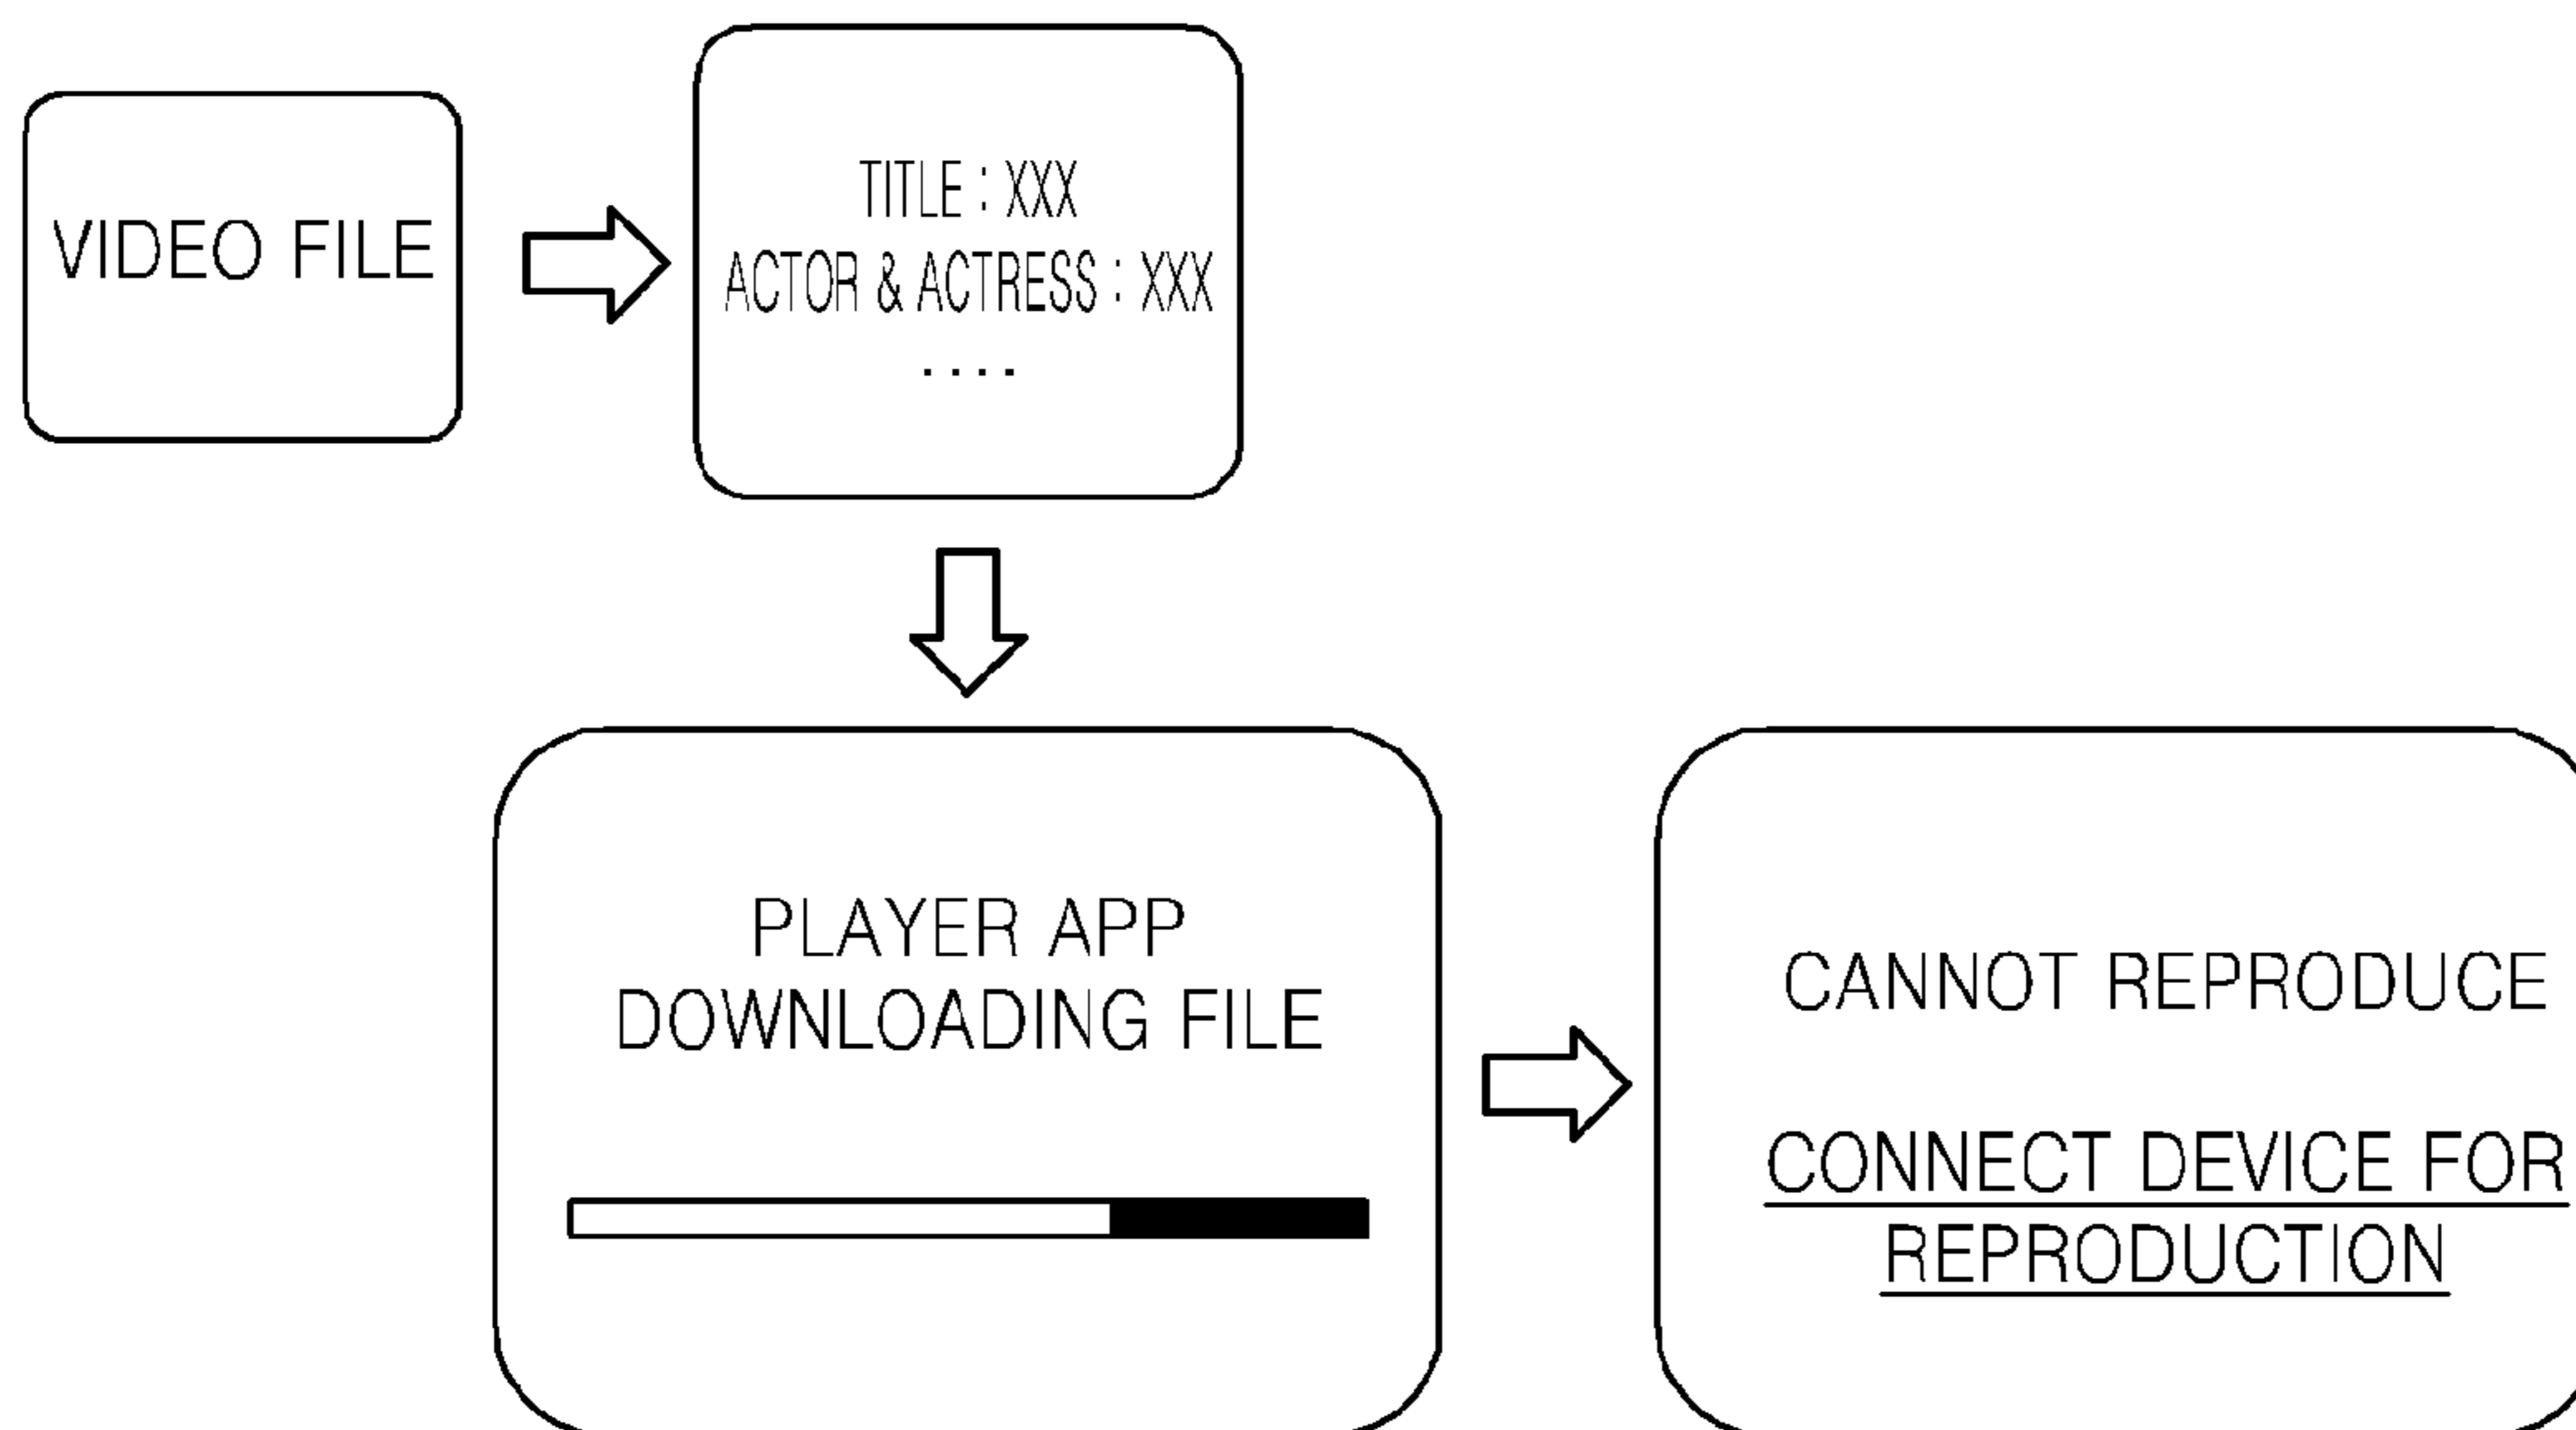 VIDEO FILE
TITLE : XXX
ACTOR & ACTRESS : XXX
....
PLAYER APP
DOWNLOADING FILE
CANNOT REPRODUCE
CONNECT DEVICE FOR
REPRODUCTION